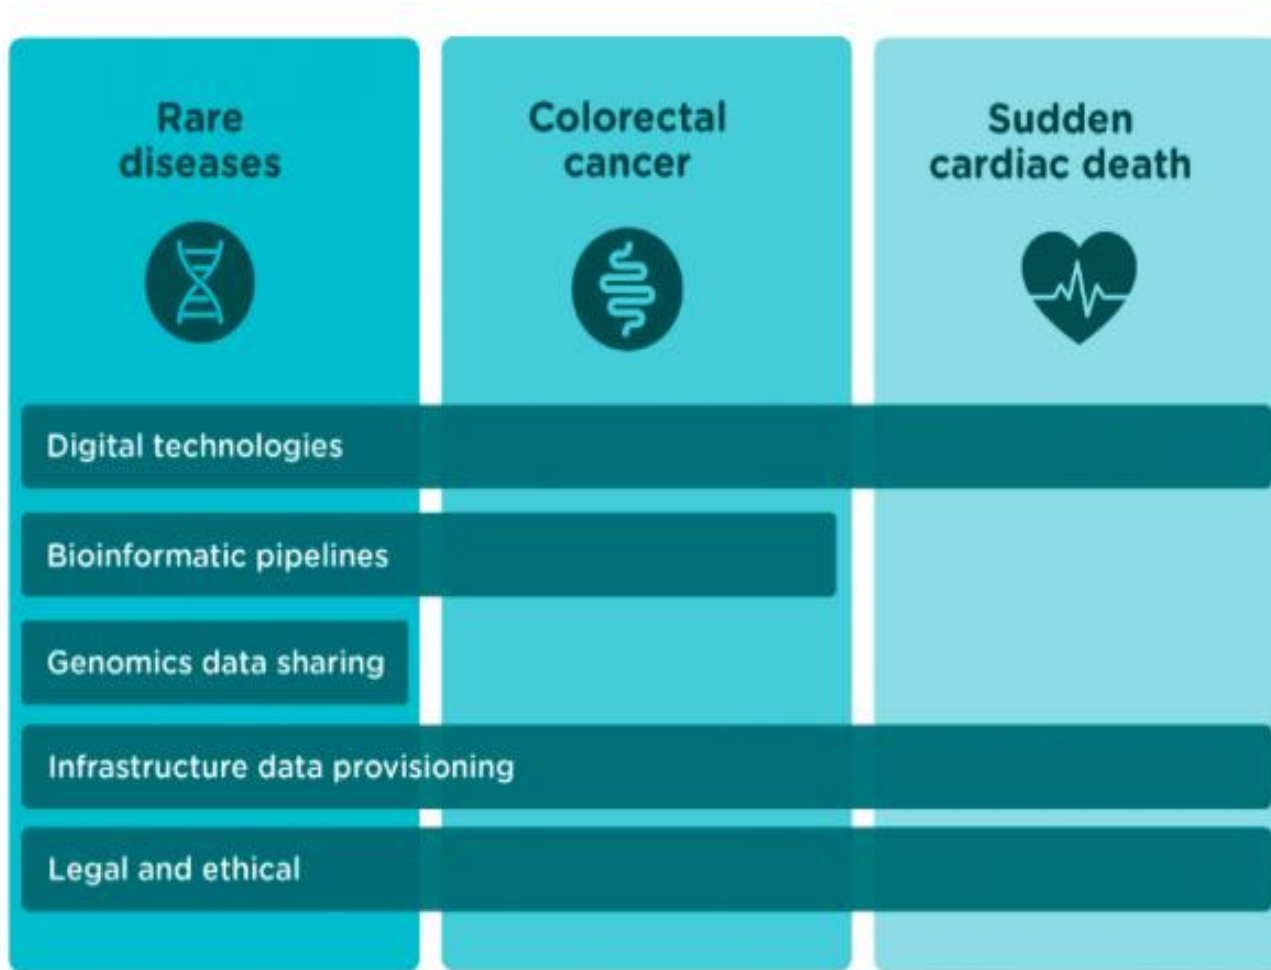 Rare
diseases
Colorectal
cancer
Sudden
cardiac death
Digital technologies
Bioinformatic pipelines
Genomics data sharing
Infrastructure data provisioning
Legal and ethical